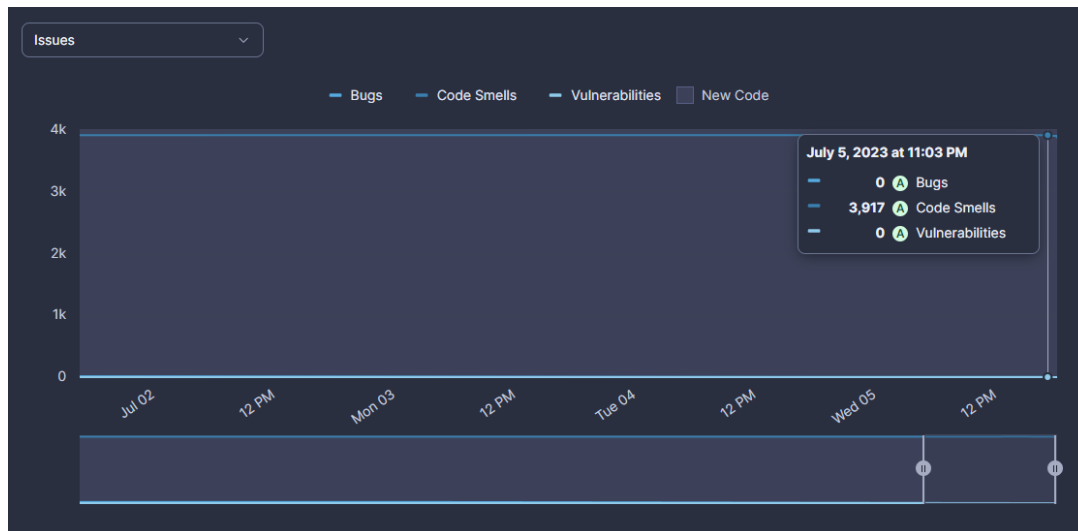 Issues
Bugs Code Smells Vulnerabilities New Code
4k
3k
2k
1k
0
July 5, 2023 at 11:03 PM
0 A Bugs
3,917 A Code Smells
0 A Vulnerabilities
Jul 02 12 PM Mon 03 12 PM Tue 04 12 PM Wed 05 12 PM